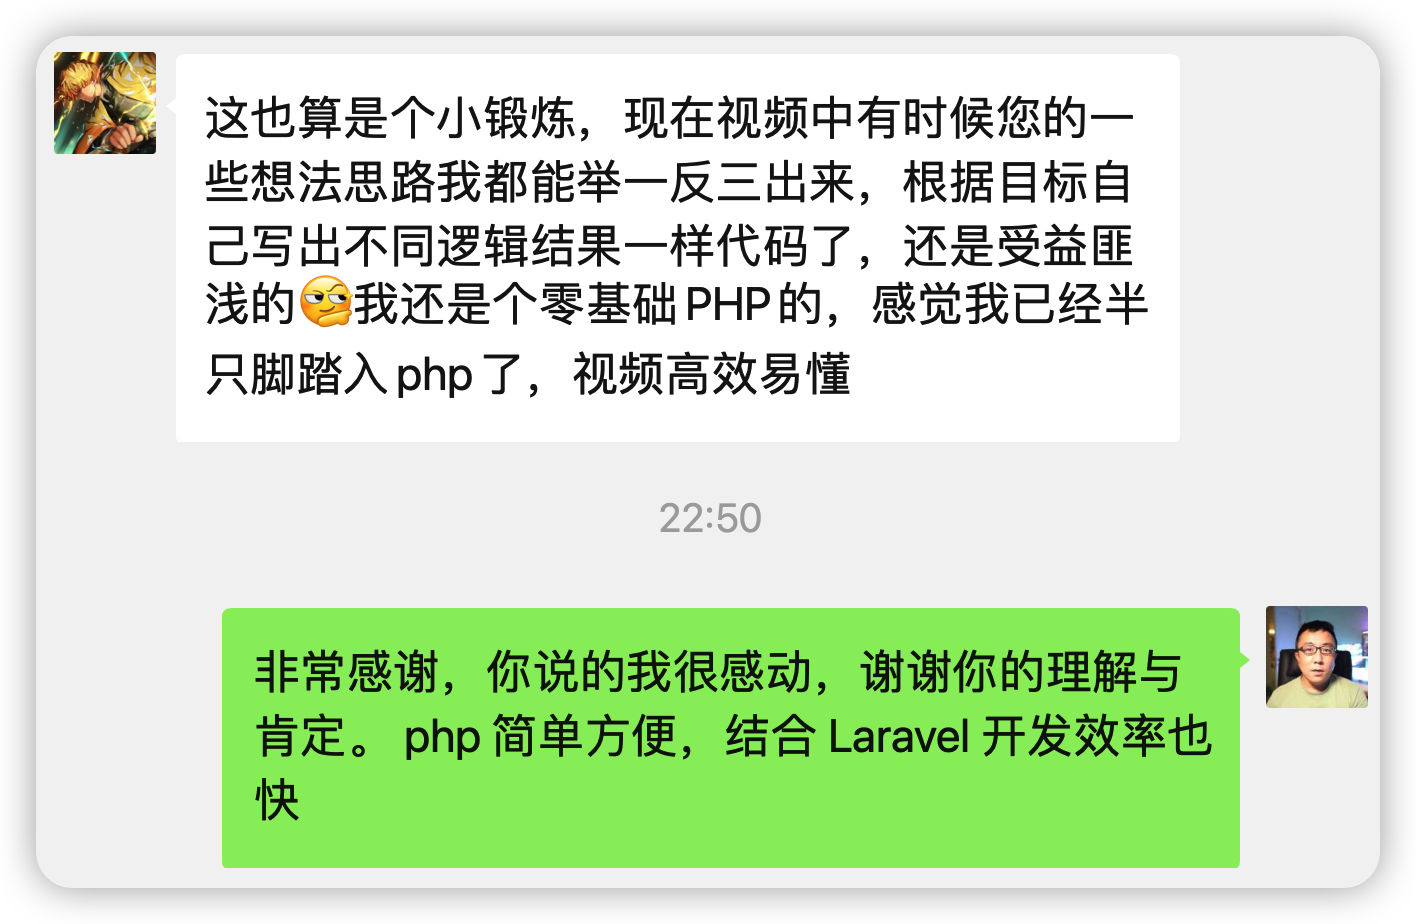 这也算是个小锻炼，现在视频中有时候您的一
些想法思路我都能举一反三出来，根据目标自
己写出不同逻辑结果一样代码了，还是受益匪
浅的🤔我还是个零基础PHP的，感觉我已经半
只脚踏入php了，视频高效易懂
22:50
非常感谢，你说的我很感动，谢谢你的理解与
肯定。 php 简单方便，结合 Laravel 开发效率也
快